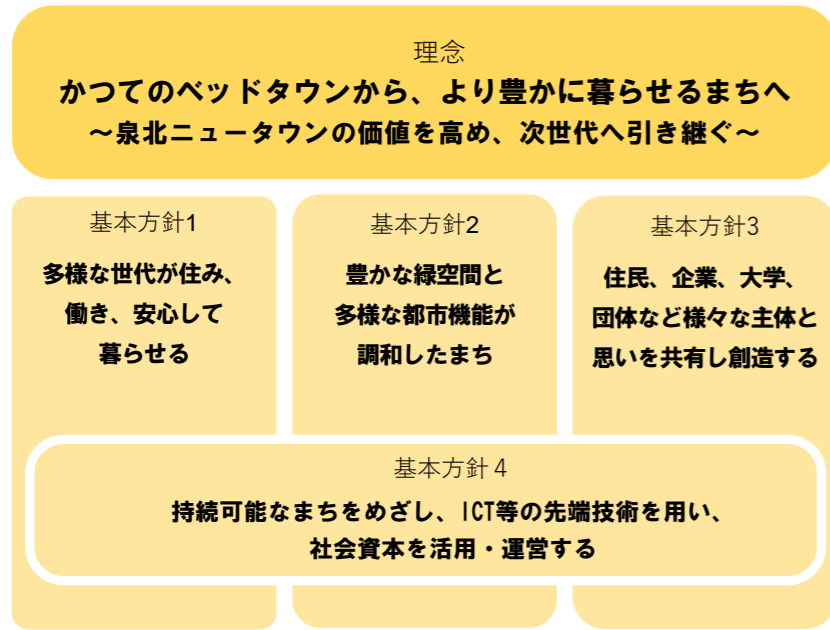 理念
かつてのベッドタウンから、より豊かに暮らせるまちへ
～泉北ニュータウンの価値を高め、次世代へ引き継ぐ～
基本方針1
多様な世代が住み、
働き、安心して
暮らせる
基本方針2
豊かな緑空間と
多様な都市機能が
調和したまち
基本方針3
住民、企業、大学、
団体など様々な主体と
思いを共有し創造する
基本方針４
持続可能なまちをめざし、ICT等の先端技術を用い、
社会資本を活用・運営する